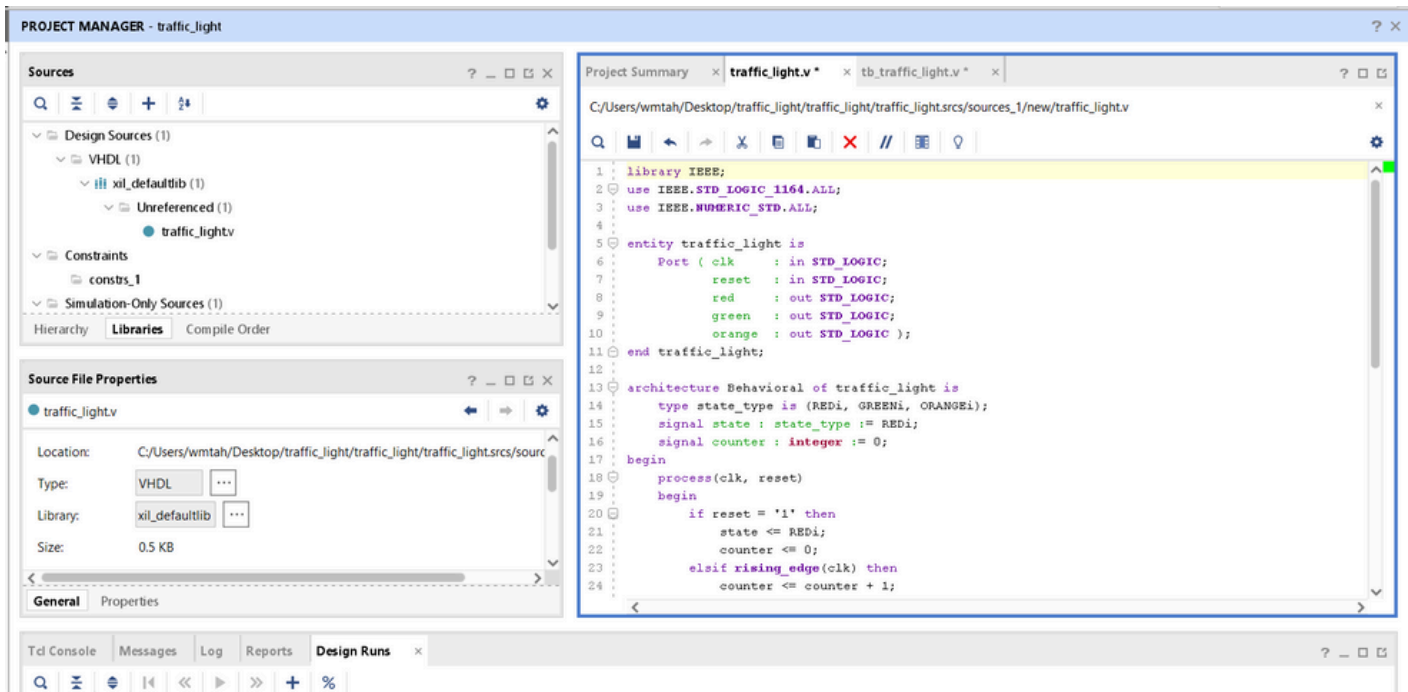 PROJECT MANAGER - traffic_light
Sources
Design Sources (1)
VHDL (1)
xil_defaultlib (1)
Unreferenced (1)
traffic_light.v
Constraints
constrs_1
Simulation-Only Sources (1)
Hierarchy Libraries Compile Order
Source File Properties
traffic_light.v
Location: C:/Users/wmtah/Desktop/traffic_light/traffic_light/traffic_light.srcs/sourc
Type: VHDL ...
Library: xil_defaultlib ...
Size: 0.5 KB
General Properties
Project Summary × traffic_light.v * × tb_traffic_light.v * ×
C:/Users/wmtah/Desktop/traffic_light/traffic_light/traffic_light.srcs/sources_1/new/traffic_light.v
1 library IEEE;
2 use IEEE.STD_LOGIC_1164.ALL;
3 use IEEE.NUMERIC_STD.ALL;
4
5 entity traffic_light is
6 Port ( clk : in STD_LOGIC;
7 reset : in STD_LOGIC;
8 red : out STD_LOGIC;
9 green : out STD_LOGIC;
10 orange : out STD_LOGIC );
11 end traffic_light;
12
13 architecture Behavioral of traffic_light is
14 type state_type is (REDi, GREENi, ORANGEi);
15 signal state : state_type := REDi;
16 signal counter : integer := 0;
17 begin
18 process(clk, reset)
19 begin
20 if reset = '1' then
21 state <= REDi;
22 counter <= 0;
23 elsif rising_edge(clk) then
24 counter <= counter + 1;
Tcl Console Messages Log Reports Design Runs ×